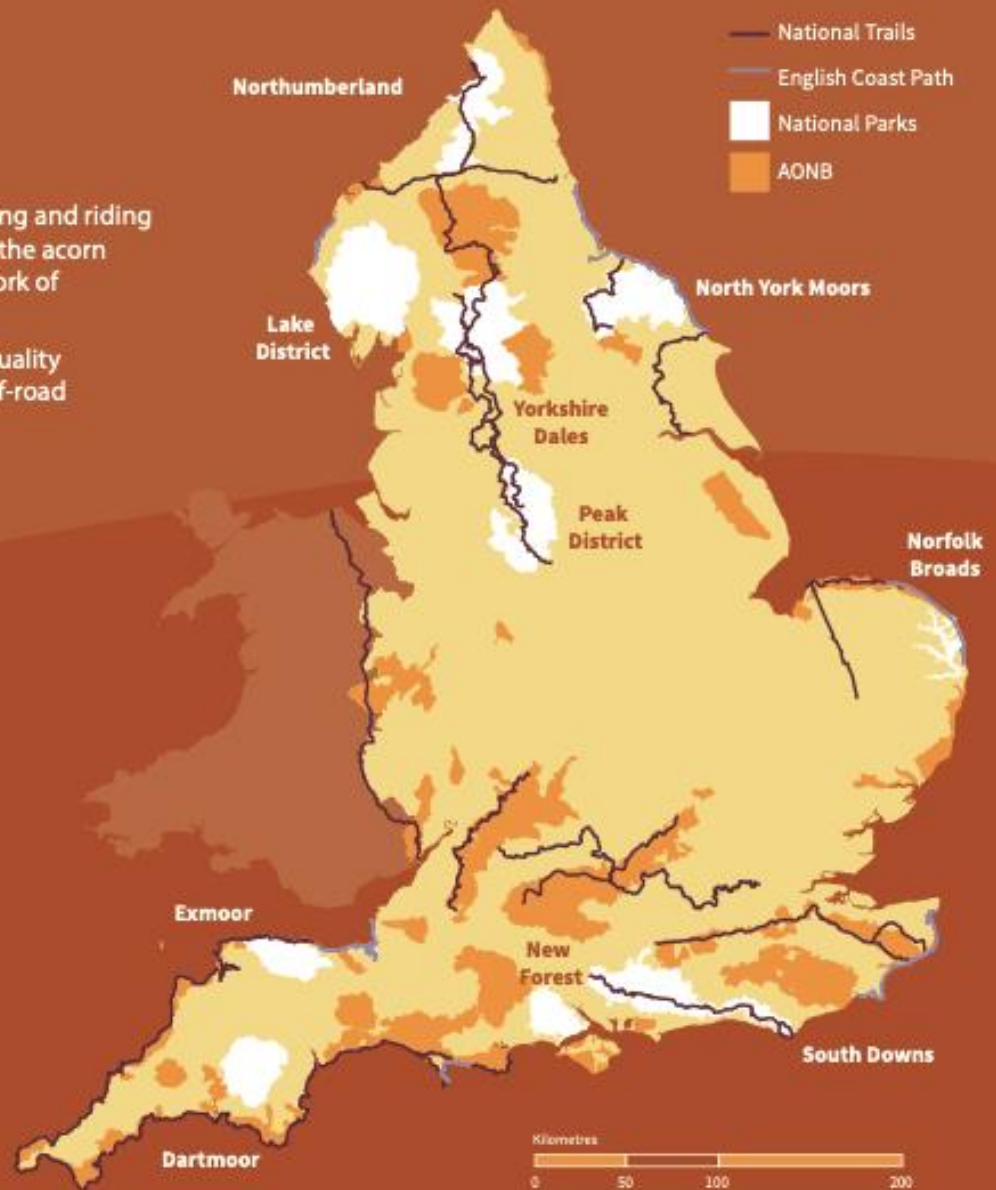 National Trails
English Coast Path
National Parks
AONB
Northumberland
ng and riding
the acorn
ork of
uality
f-road
Lake
District
North York Moors
Yorkshire
Dales
Peak
District
Norfolk
Broads
Exmoor
New
Forest
South Downs
Dartmoor
Kilometres
0 50 100 200